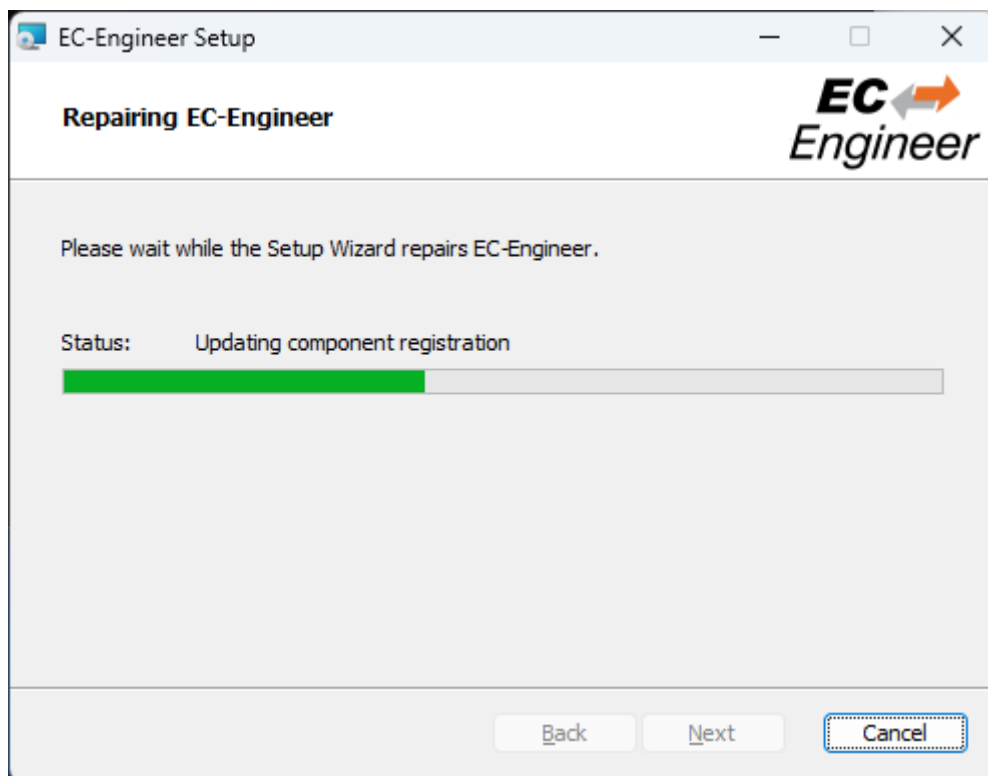 EC-Engineer Setup
Repairing EC-Engineer
EC
Engineer
Please wait while the Setup Wizard repairs EC-Engineer.
Status: Updating component registration
Back Next Cancel